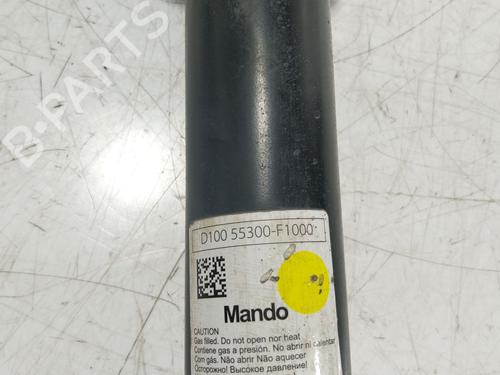 B-PARTS
D100 55300-F1000
Mando
CAUTION
Gas filled. Do not open nor heat
Contiene gas a presión. No abrir ni calentar
Com gás. Não abrir Não aquecer
Осторожно! Высокое давление!